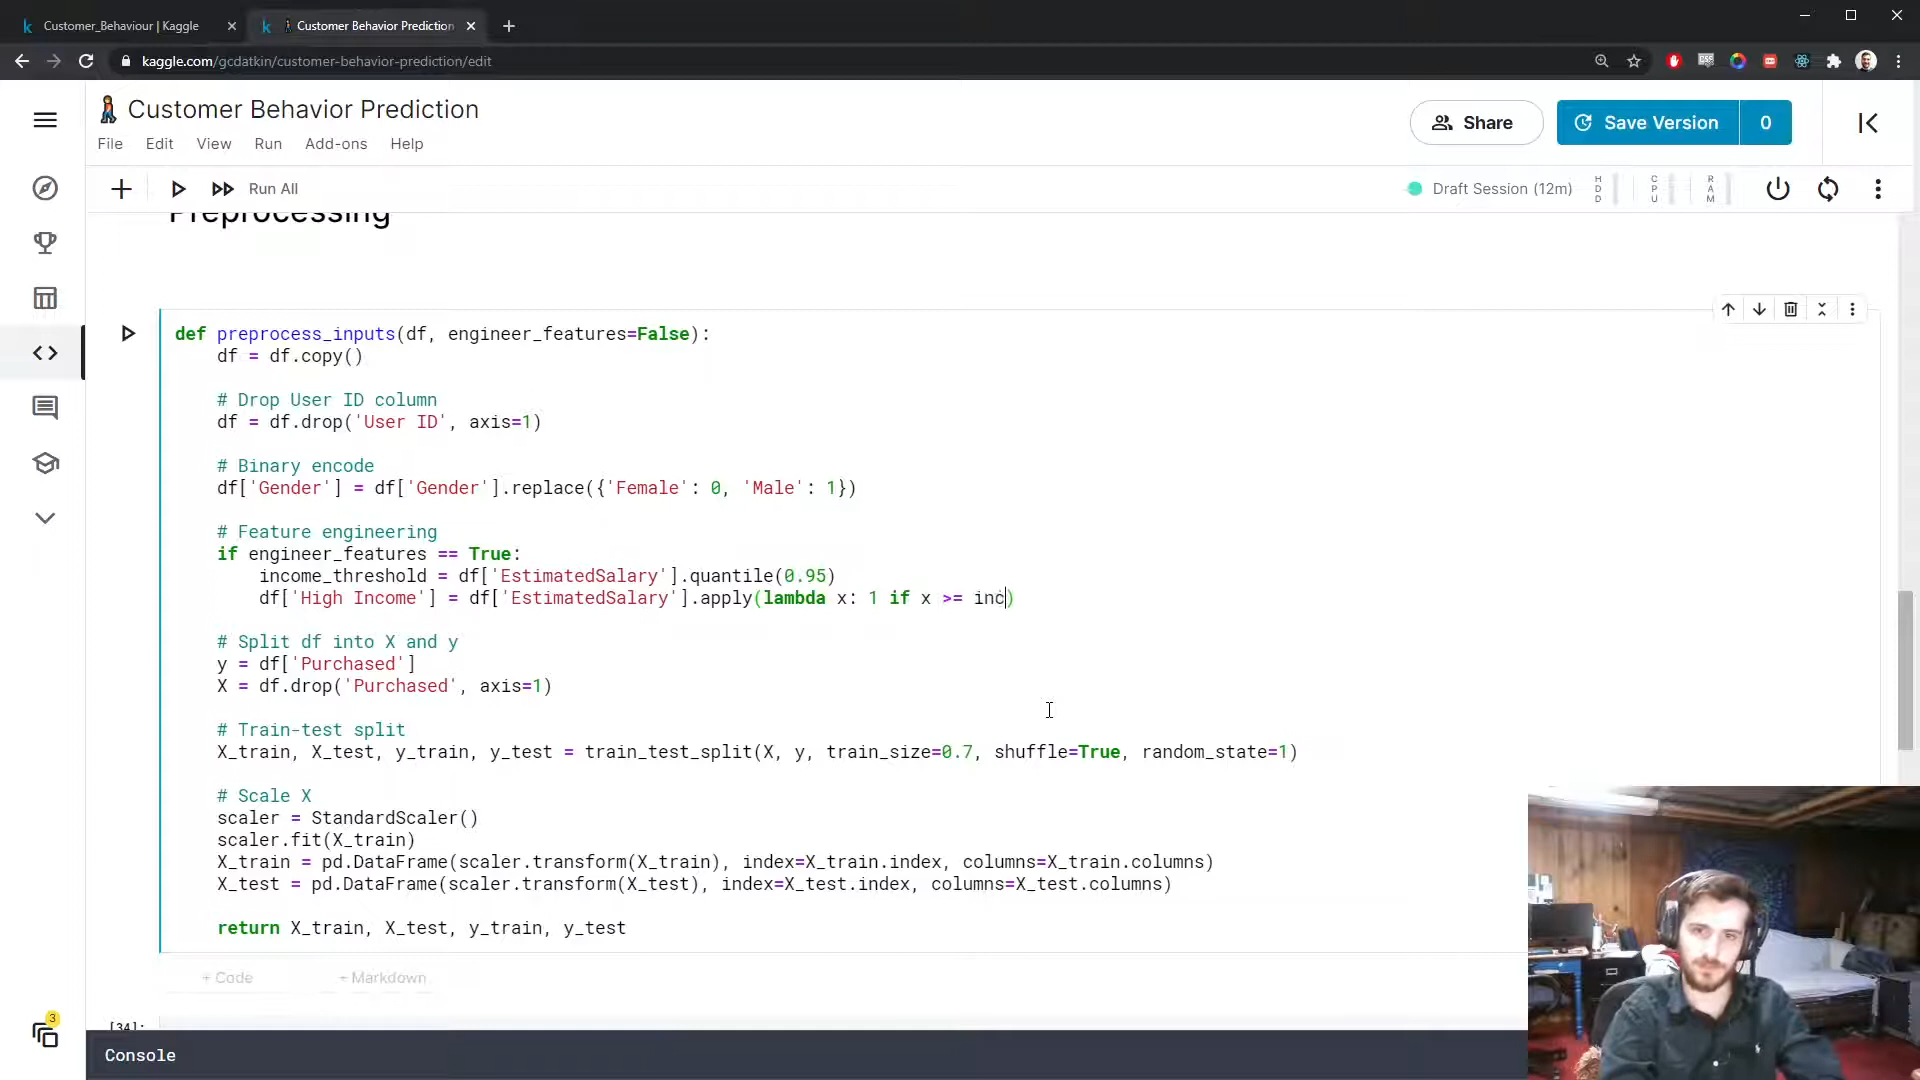 Customer_Behaviour | Kaggle
Customer Behavior Prediction
kaggle.com/gcdatkin/customer-behavior-prediction/edit
Customer Behavior Prediction
File Edit View Run Add-ons Help
Share
Save Version 0
Run All
Draft Session (12m)
HDD
CPU
RAM
Preprocessing
def preprocess_inputs(df, engineer_features=False):
    df = df.copy()
    # Drop User ID column
    df = df.drop('User ID', axis=1)
    # Binary encode
    df['Gender'] = df['Gender'].replace({'Female': 0, 'Male': 1})
    # Feature engineering
    if engineer_features == True:
        income_threshold = df['EstimatedSalary'].quantile(0.95)
        df['High Income'] = df['EstimatedSalary'].apply(lambda x: 1 if x >= inc)
    # Split df into X and y
    y = df['Purchased']
    X = df.drop('Purchased', axis=1)
    # Train-test split
    X_train, X_test, y_train, y_test = train_test_split(X, y, train_size=0.7, shuffle=True, random_state=1)
    # Scale X
    scaler = StandardScaler()
    scaler.fit(X_train)
    X_train = pd.DataFrame(scaler.transform(X_train), index=X_train.index, columns=X_train.columns)
    X_test = pd.DataFrame(scaler.transform(X_test), index=X_test.index, columns=X_test.columns)
    return X_train, X_test, y_train, y_test
+ Code + Markdown
[34]:
3
Console